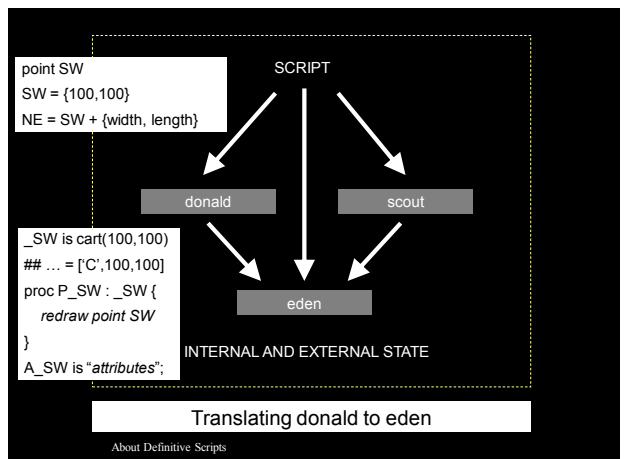 point SW
SW = {100,100}
NE = SW + {width, length}
SCRIPT
donald
scout
_SW is cart(100,100)
## … = [‘C’,100,100]
proc P_SW : _SW {
redraw point SW
}
A_SW is “attributes”;
eden
INTERNAL AND EXTERNAL STATE
Translating donald to eden
About Definitive Scripts